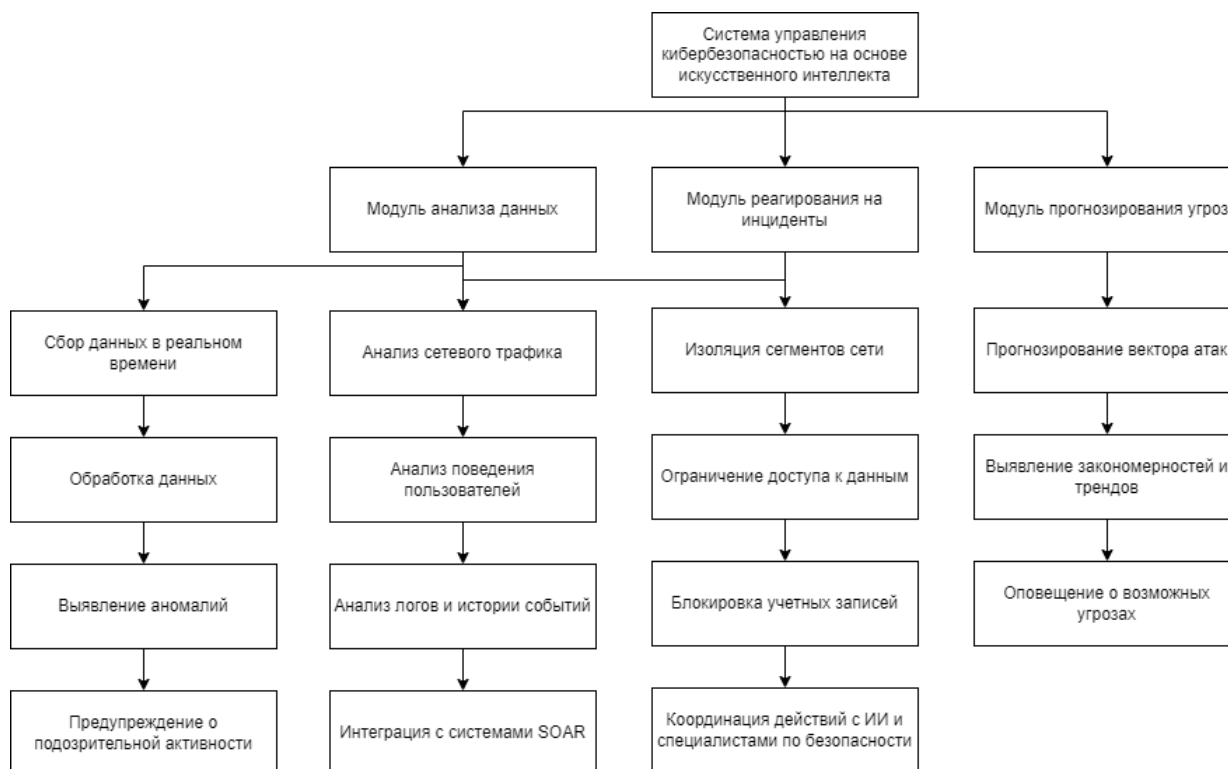 Система управления
кибербезопасностью на основе
искусственного интеллекта
Модуль анализа данных
Модуль реагирования на
инциденты
Модуль прогнозирования угроз
Сбор данных в реальном
времени
Анализ сетевого трафика
Изоляция сегментов сети
Прогнозирование вектора атак
Обработка данных
Анализ поведения
пользователей
Ограничение доступа к данным
Выявление закономерностей и
трендов
Выявление аномалий
Анализ логов и истории событий
Блокировка учетных записей
Оповещение о возможных
угрозах
Предупреждение о
подозрительной активности
Интеграция с системами SOAR
Координация действий с ИИ и
специалистами по безопасности